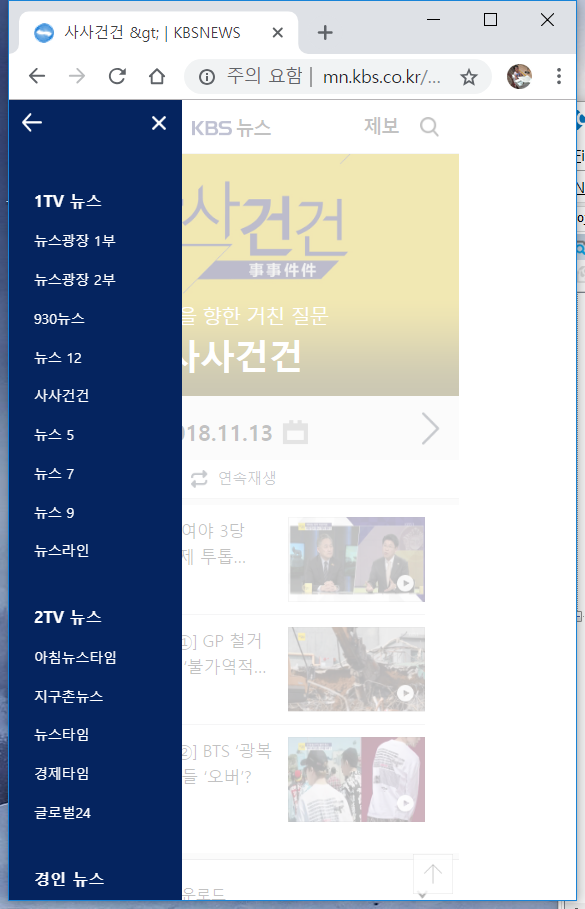 사사건건 &gt; | KBSNEWS
주의 요함 | mn.kbs.co.kr/...
KBS 뉴스 제보
1TV 뉴스
뉴스광장 1부
뉴스광장 2부
930뉴스
뉴스 12
사사건건
뉴스 5
뉴스 7
뉴스 9
뉴스라인
2TV 뉴스
아침뉴스타임
지구촌뉴스
뉴스타임
경제타임
글로벌24
경인 뉴스
사건건
事事件件
을 향한 거친 질문
사사건건
018.11.13
연속재생
여야 3당
제 투톱...
①] GP 철거
'불가역적...
②] BTS '광복
들 '오버'?
운로드